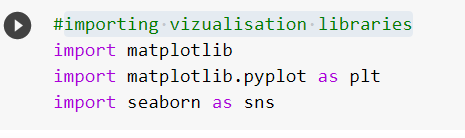 #importing vizualisation libraries
import matplotlib
import matplotlib.pyplot as plt
import seaborn as sns